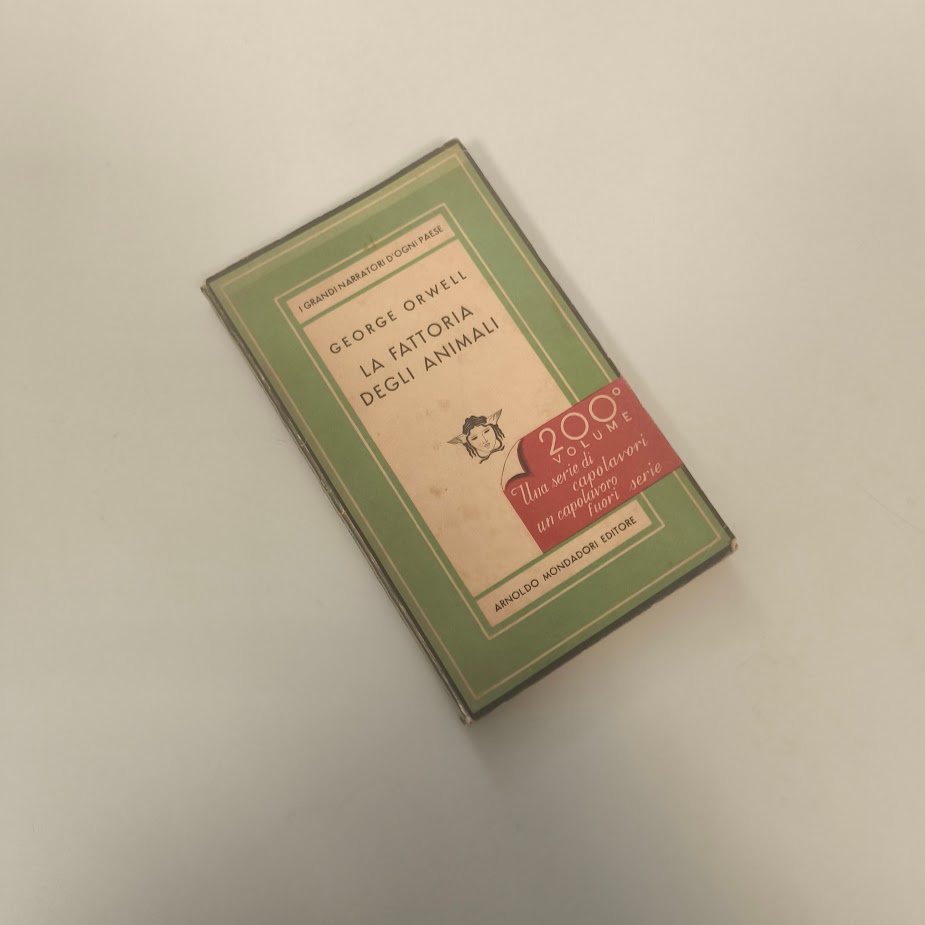 I GRANDI NARRATORI D'OGNI PAESE
GEORGE ORWELL
LA FATTORIA
DEGLI ANIMALI
200°
VOLUME
Una serie di
capolavori
un capolavoro
fuori serie
ARNOLDO MONDADORI EDITORE